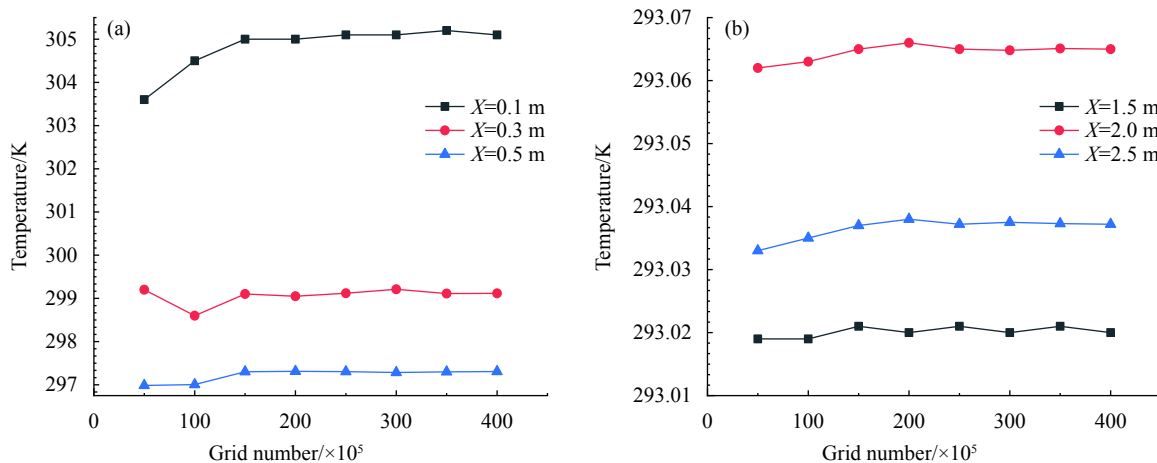 (a)
305
304
303
302
301
300
299
298
297
Temperature/K
X=0.1 m
X=0.3 m
X=0.5 m
0 100 200 300 400
Grid number/×10⁵
(b)
293.07
293.06
293.05
293.04
293.03
293.02
293.01
Temperature/K
X=1.5 m
X=2.0 m
X=2.5 m
0 100 200 300 400
Grid number/×10⁵